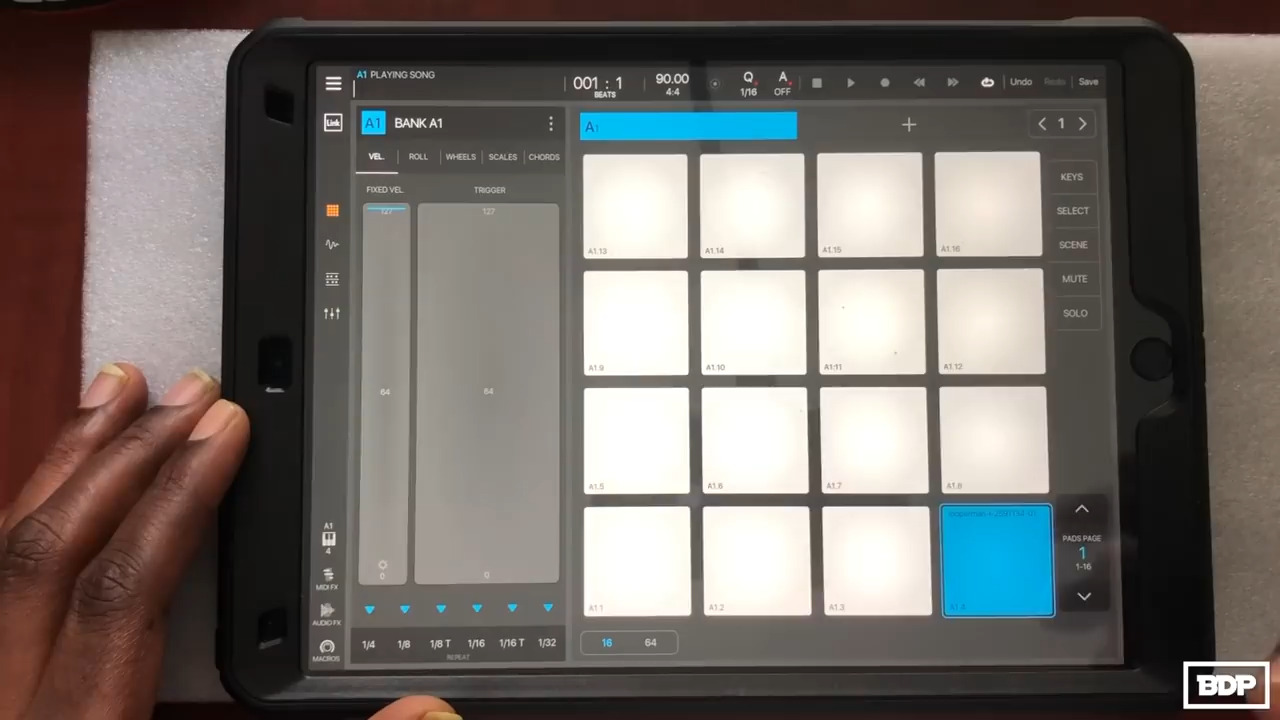 A1 PLAYING SONG
001 : 1
BEATS
90.00
4:4
Q
1/16
A
OFF
Undo
Redo
Save
Link
A1 BANK A1
VEL.
ROLL
WHEELS
SCALES
CHORDS
FIXED VEL.
TRIGGER
127
127
64
64
0
0
1/4
1/8
1/8 T
1/16
1/16 T
1/32
REPEAT
A1
4
MIDI FX
AUDIO FX
MACROS
A1
+
1
A1.13
A1.14
A1.15
A1.16
A1.9
A1.10
A1.11
A1.12
A1.5
A1.6
A1.7
A1.8
A1.1
A1.2
A1.3
A1.4
16
64
KEYS
SELECT
SCENE
MUTE
SOLO
PADS PAGE
1
1-16
BDP